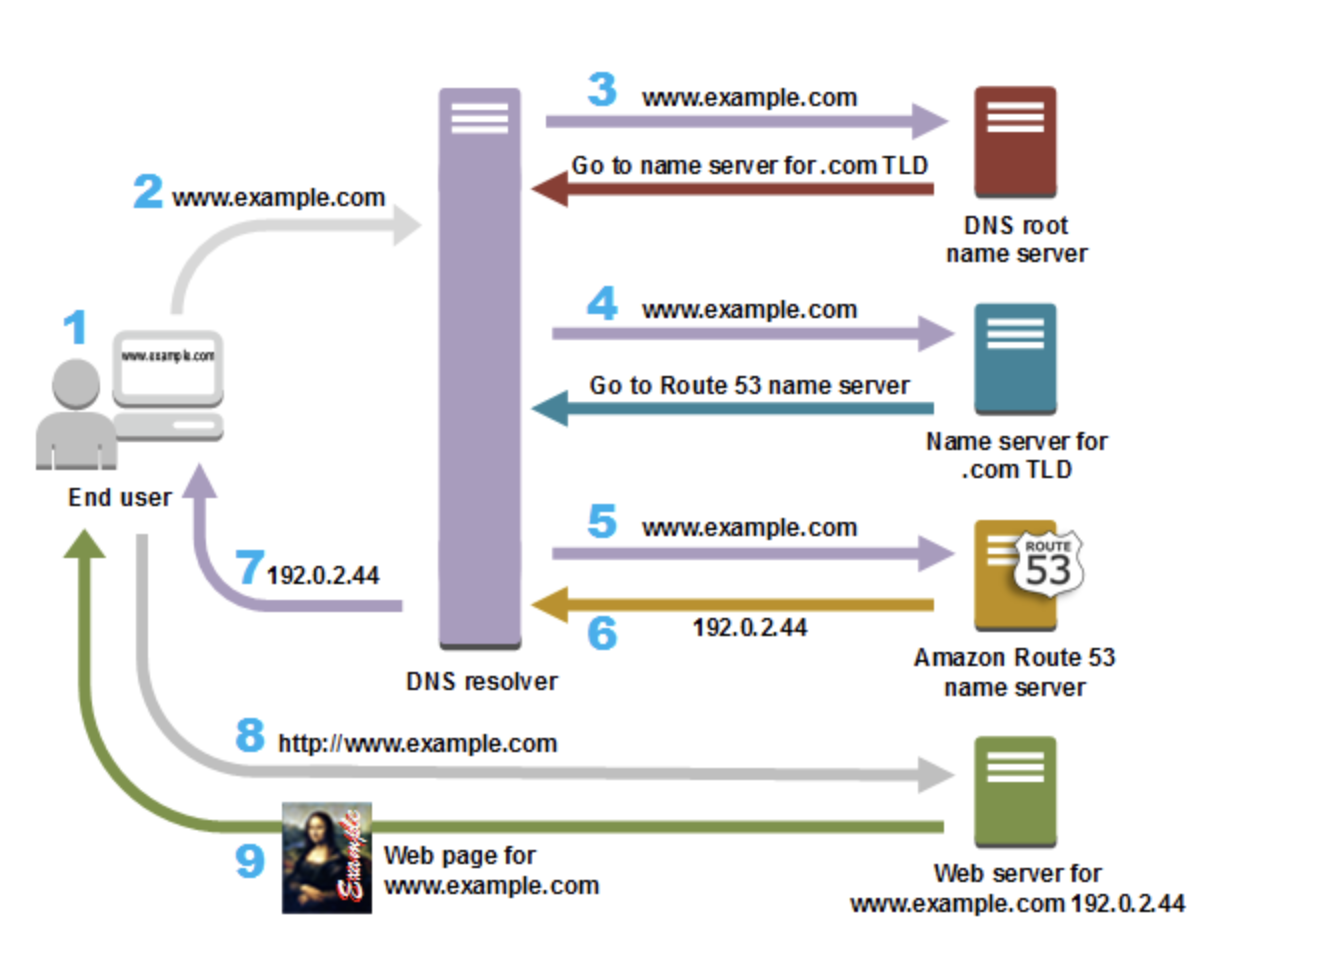 3 www.example.com
Go to name server for .com TLD
DNS root
name server
2 www.example.com
1
www.example.com
End user
4 www.example.com
Go to Route 53 name server
Name server for
.com TLD
5 www.example.com
ROUTE
53
6 192.0.2.44
Amazon Route 53
name server
7 192.0.2.44
DNS resolver
8 http://www.example.com
9
Example
Web page for
www.example.com
Web server for
www.example.com 192.0.2.44